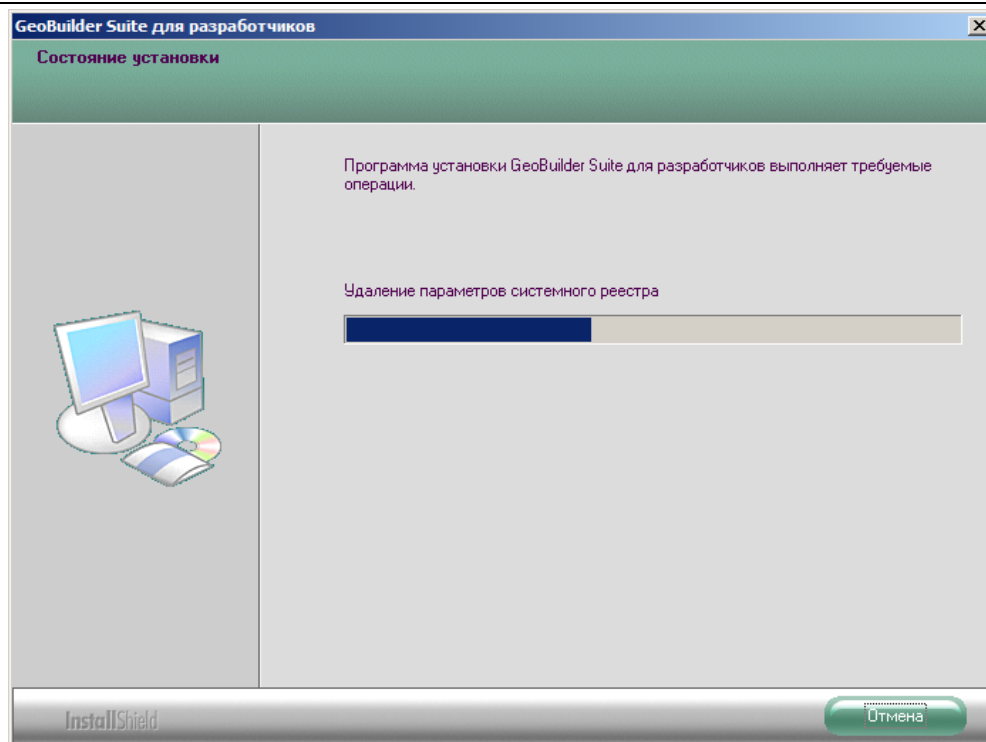 GeoBuilder Suite для разработчиков
Состояние установки
Программа установки GeoBuilder Suite для разработчиков выполняет требуемые
операции.
Удаление параметров системного реестра
InstallShield
Отмена